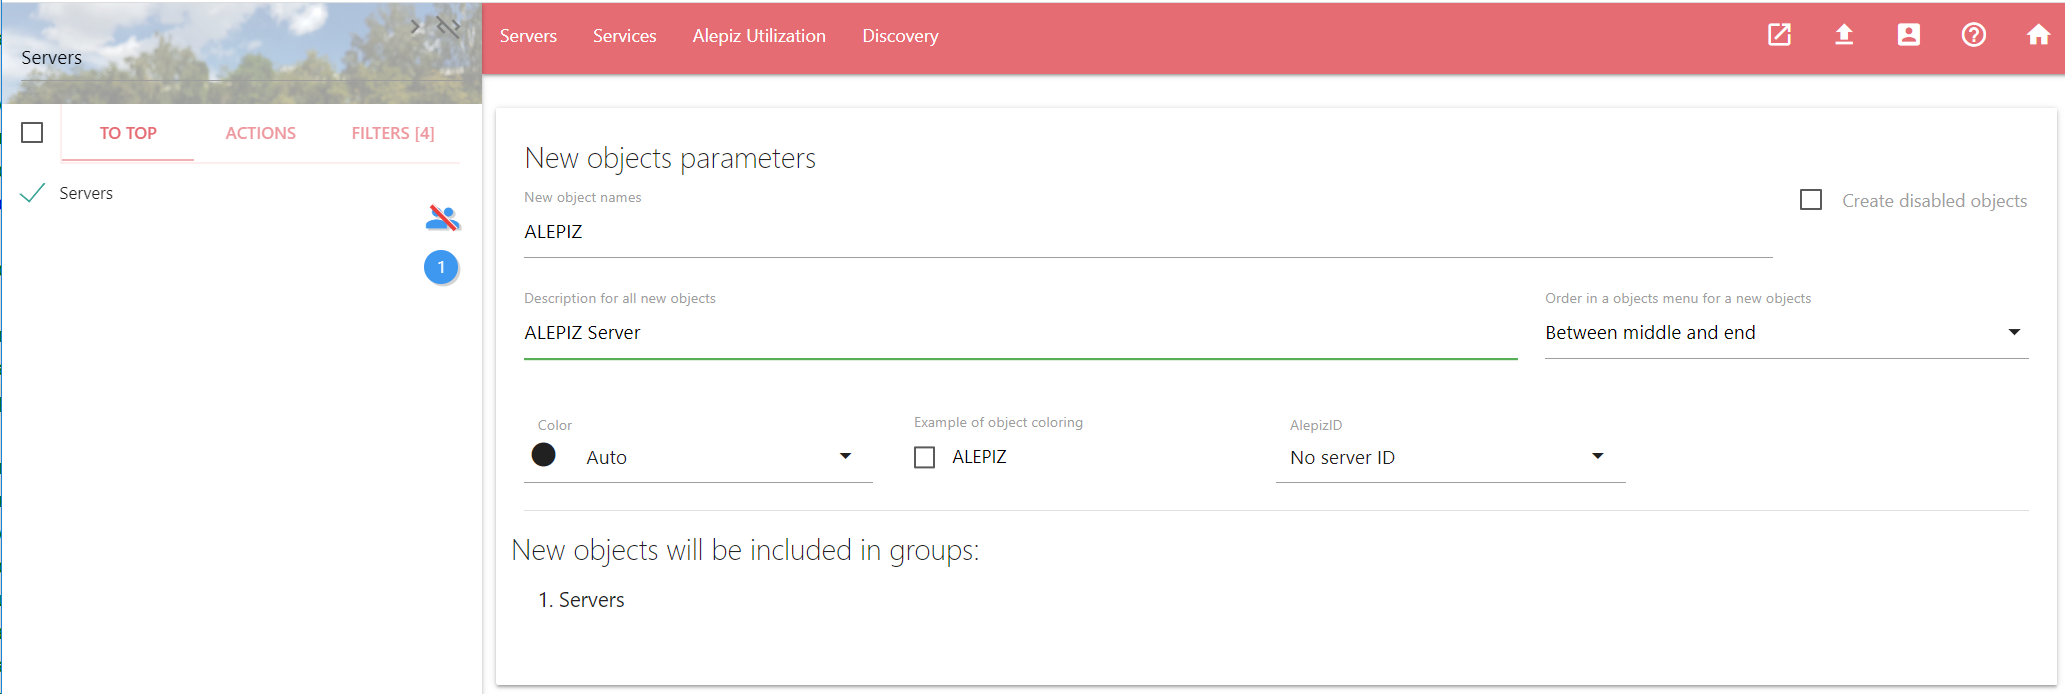 Servers
TO TOP ACTIONS FILTERS [4]
Servers
1
Servers Services Alepiz Utilization Discovery
New objects parameters
New object names
ALEPIZ
Create disabled objects
Description for all new objects
ALEPIZ Server
Order in a objects menu for a new objects
Between middle and end
Color
Auto
Example of object coloring
ALEPIZ
AlepizID
No server ID
New objects will be included in groups:
1. Servers